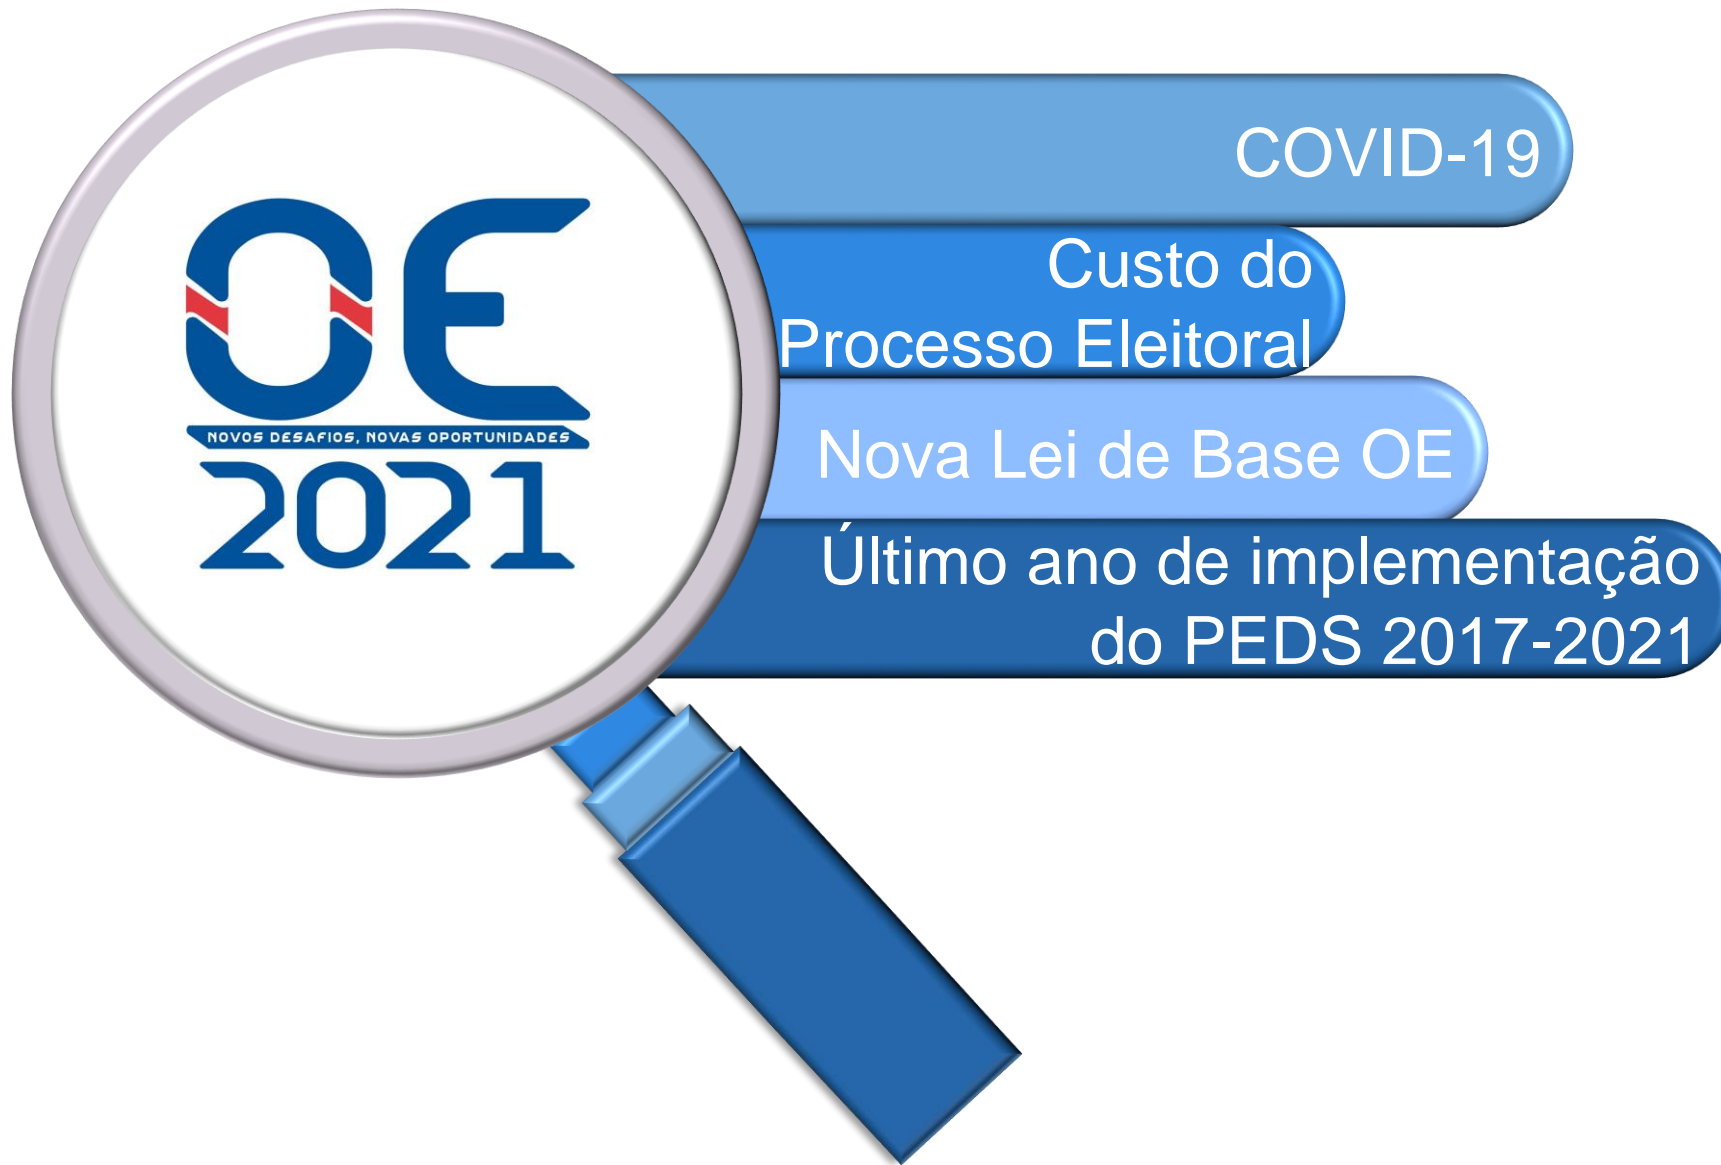 OE
NOVOS DESAFIOS, NOVAS OPORTUNIDADES
2021
COVID-19
Custo do
Processo Eleitoral
Nova Lei de Base OE
Último ano de implementação
do PEDS 2017-2021